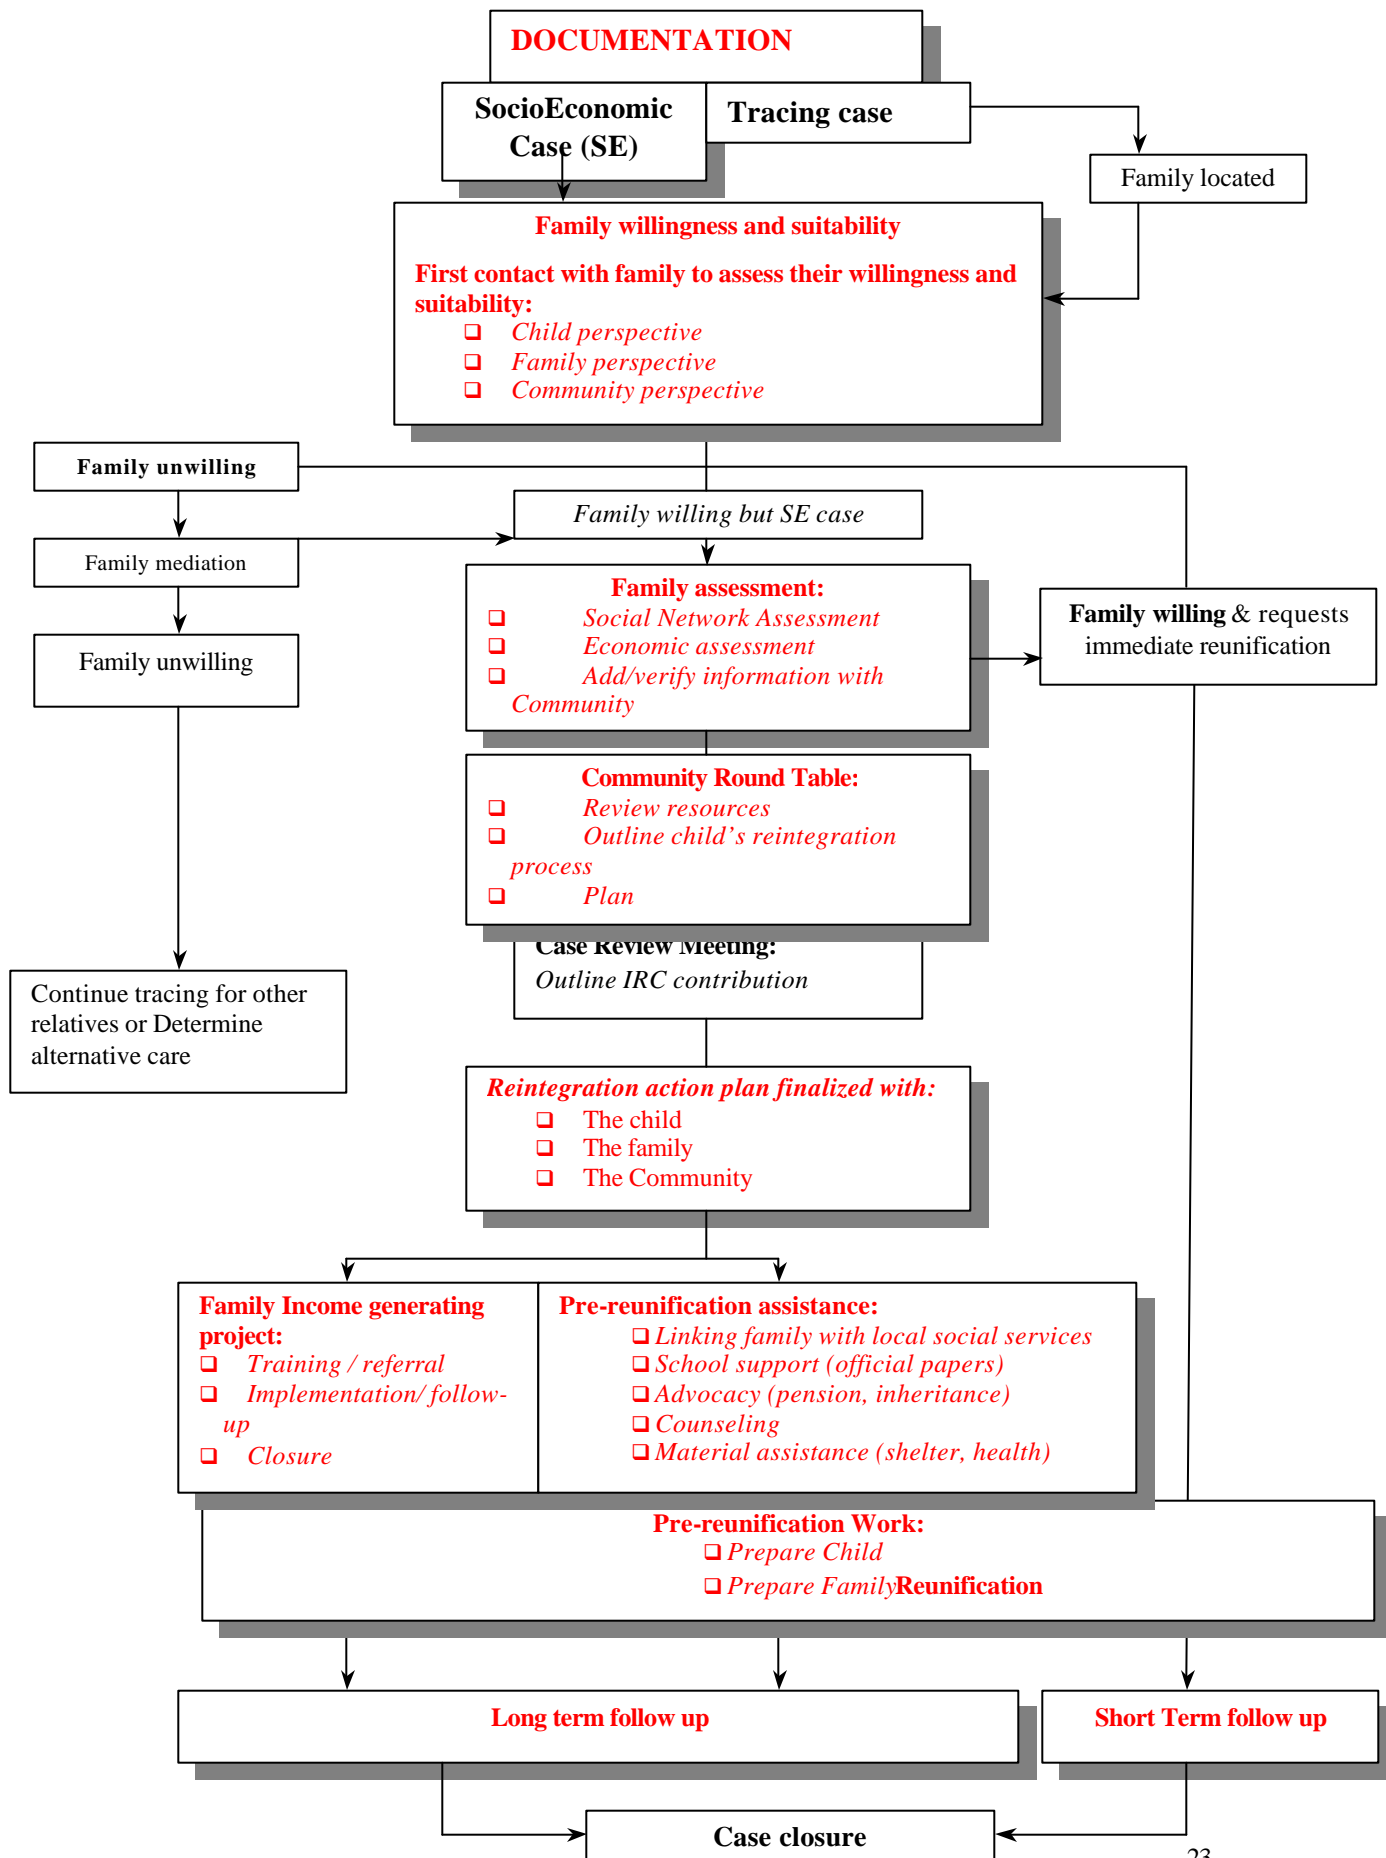 DOCUMENTATION
SocioEconomic
Case (SE)
Tracing case
Family located
Family willingness and suitability
First contact with family to assess their willingness and
suitability:
❑ Child perspective
❑ Family perspective
❑ Community perspective
Family unwilling
Family willing but SE case
Family mediation
Family assessment:
❑ Social Network Assessment
❑ Economic assessment
❑ Add/verify information with
Community
Family willing & requests
immediate reunification
Family unwilling
Community Round Table:
❑ Review resources
❑ Outline child's reintegration
process
❑ Plan
Case Review Meeting:
Outline IRC contribution
Continue tracing for other
relatives or Determine
alternative care
Reintegration action plan finalized with:
❑ The child
❑ The family
❑ The Community
Family Income generating
project:
❑ Training / referral
❑ Implementation/ follow-
up
❑ Closure
Pre-reunification assistance:
❑ Linking family with local social services
❑ School support (official papers)
❑ Advocacy (pension, inheritance)
❑ Counseling
❑ Material assistance (shelter, health)
Pre-reunification Work:
❑ Prepare Child
❑ Prepare FamilyReunification
Long term follow up
Short Term follow up
Case closure
23